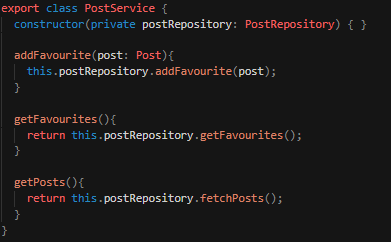 export class PostService {
  constructor(private postRepository: PostRepository) { }

  addFavourite(post: Post){
    this.postRepository.addFavourite(post);
  }

  getFavourites(){
    return this.postRepository.getFavourites();
  }

  getPosts(){
    return this.postRepository.fetchPosts();
  }
}